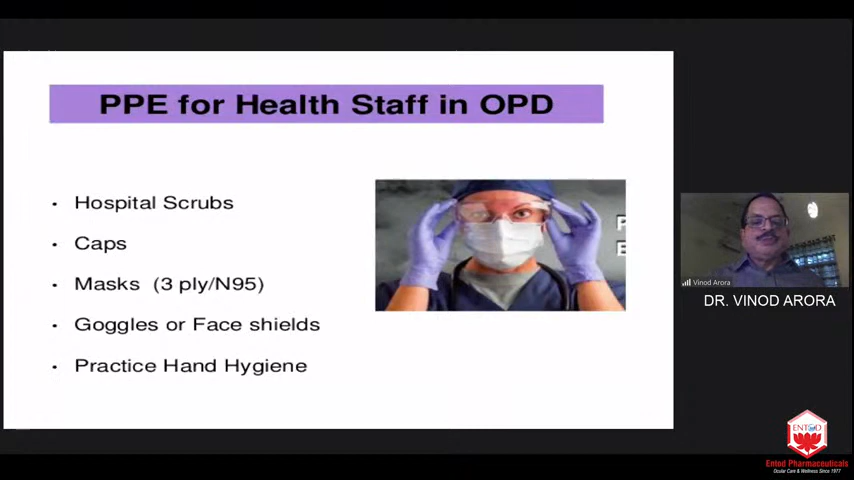 PPE for Health Staff in OPD
• Hospital Scrubs
• Caps
• Masks (3 ply/N95)
• Goggles or Face shields
• Practice Hand Hygiene
P
E
Vinod Arora
DR. VINOD ARORA
ENTOD
Entod Pharmaceuticals
Ocular Care & Wellness Since 1977